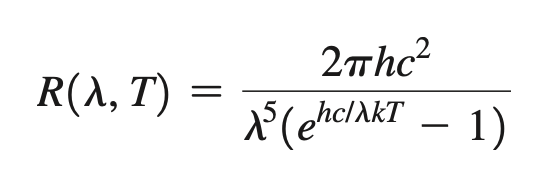 R(λ, T) = 2πhc² / λ⁵(e^{hc/λkT} − 1)